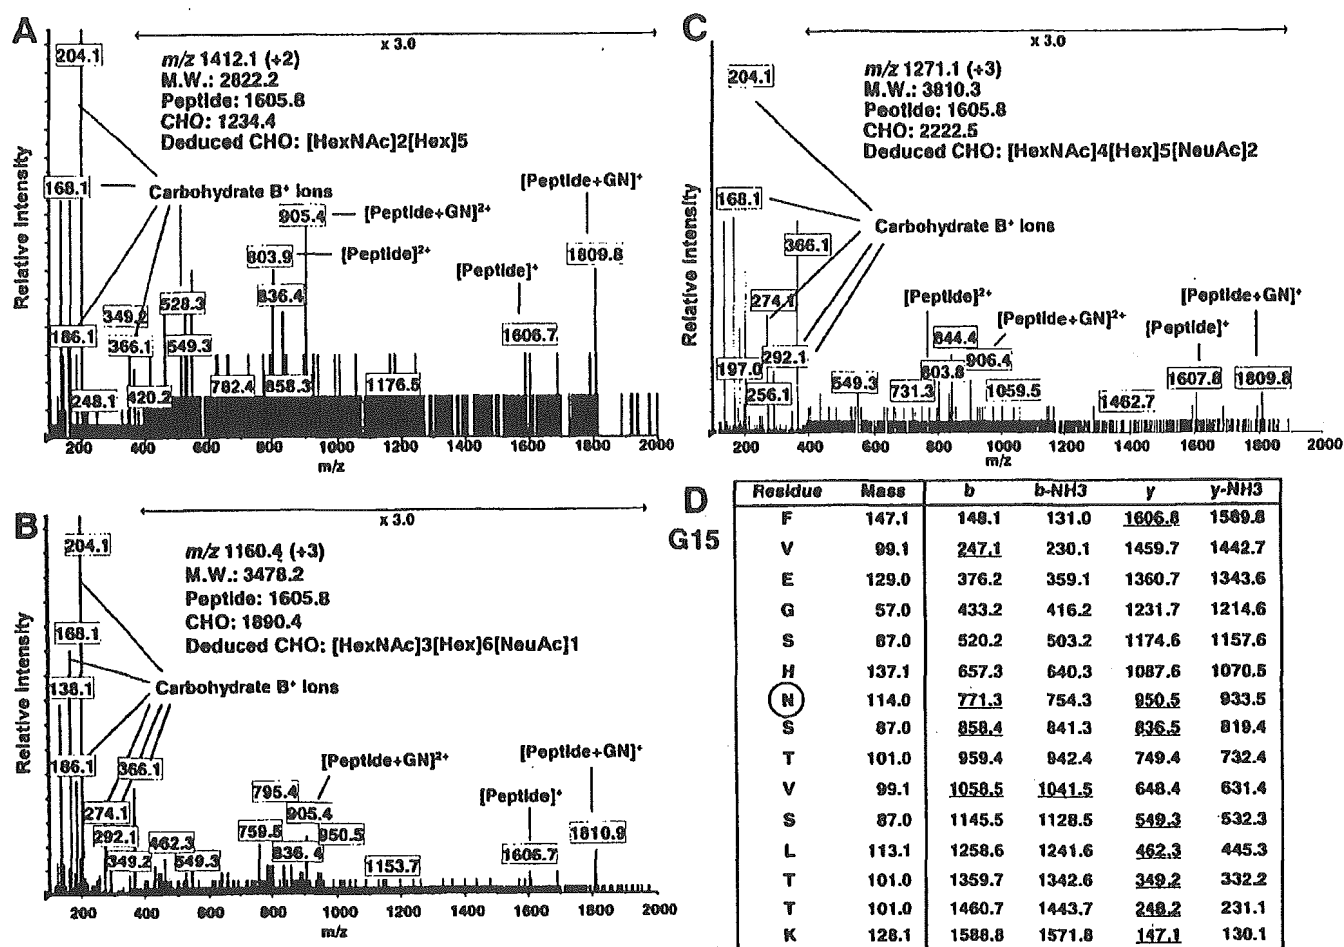 A
x 3.0
204.1
m/z 1412.1 (+2)
M.W.: 2822.2
Peptide: 1605.8
CHO: 1234.4
Deduced CHO: [HexNAc]2[Hex]5
168.1
Carbohydrate B⁺ Ions
[Peptide+GN]⁺
905.4
[Peptide+GN]²⁺
803.9
[Peptide]²⁺
1809.8
[Peptide]⁺
836.4
349.2
528.3
186.1
366.1
549.3
1606.7
248.1
420.2
782.4
858.3
1176.5
Relative Intensity
200 400 600 800 1000 1200 1400 1600 1800 2000
m/z
B
x 3.0
204.1
m/z 1160.4 (+3)
M.W.: 3478.2
Peptide: 1605.8
CHO: 1890.4
Deduced CHO: [HexNAc]3[Hex]6[NeuAc]1
168.1
138.1
Carbohydrate B⁺ Ions
186.1
366.1
[Peptide+GN]²⁺
[Peptide+GN]⁺
795.4
[Peptide]⁺
274.1
905.4
292.1
462.3
759.5
950.5
1810.9
349.2
549.3
836.4
1153.7
1606.7
Relative Intensity
200 400 600 800 1000 1200 1400 1600 1800 2000
m/z
C
x 3.0
204.1
m/z 1271.1 (+3)
M.W.: 3810.3
Peotide: 1605.8
CHO: 2222.5
Deduced CHO: [HexNAc]4[Hex]5[NeuAc]2
168.1
Carbohydrate B⁺ Ions
366.1
274.1
[Peptide]²⁺
[Peptide+GN]⁺
844.4
[Peptide+GN]²⁺
[Peptide]⁺
292.1
906.4
197.0
803.8
256.1
549.3
731.3
1059.5
1462.7
1607.8
1809.8
Relative Intensity
200 400 600 800 1000 1200 1400 1600 1800 2000
m/z
D
G15
Residue Mass b b-NH3 y y-NH3
F 147.1 148.1 131.0 1606.8 1589.8
V 99.1 247.1 230.1 1459.7 1442.7
E 129.0 376.2 359.1 1360.7 1343.6
G 57.0 433.2 416.2 1231.7 1214.6
S 87.0 520.2 503.2 1174.6 1157.6
H 137.1 657.3 640.3 1087.6 1070.5
N 114.0 771.3 754.3 950.5 933.5
S 87.0 858.4 841.3 836.5 819.4
T 101.0 959.4 942.4 749.4 732.4
V 99.1 1058.5 1041.5 648.4 631.4
S 87.0 1145.5 1128.5 549.3 532.3
L 113.1 1258.6 1241.6 462.3 445.3
T 101.0 1359.7 1342.6 349.2 332.2
T 101.0 1460.7 1443.7 248.2 231.1
K 128.1 1588.8 1571.8 147.1 130.1